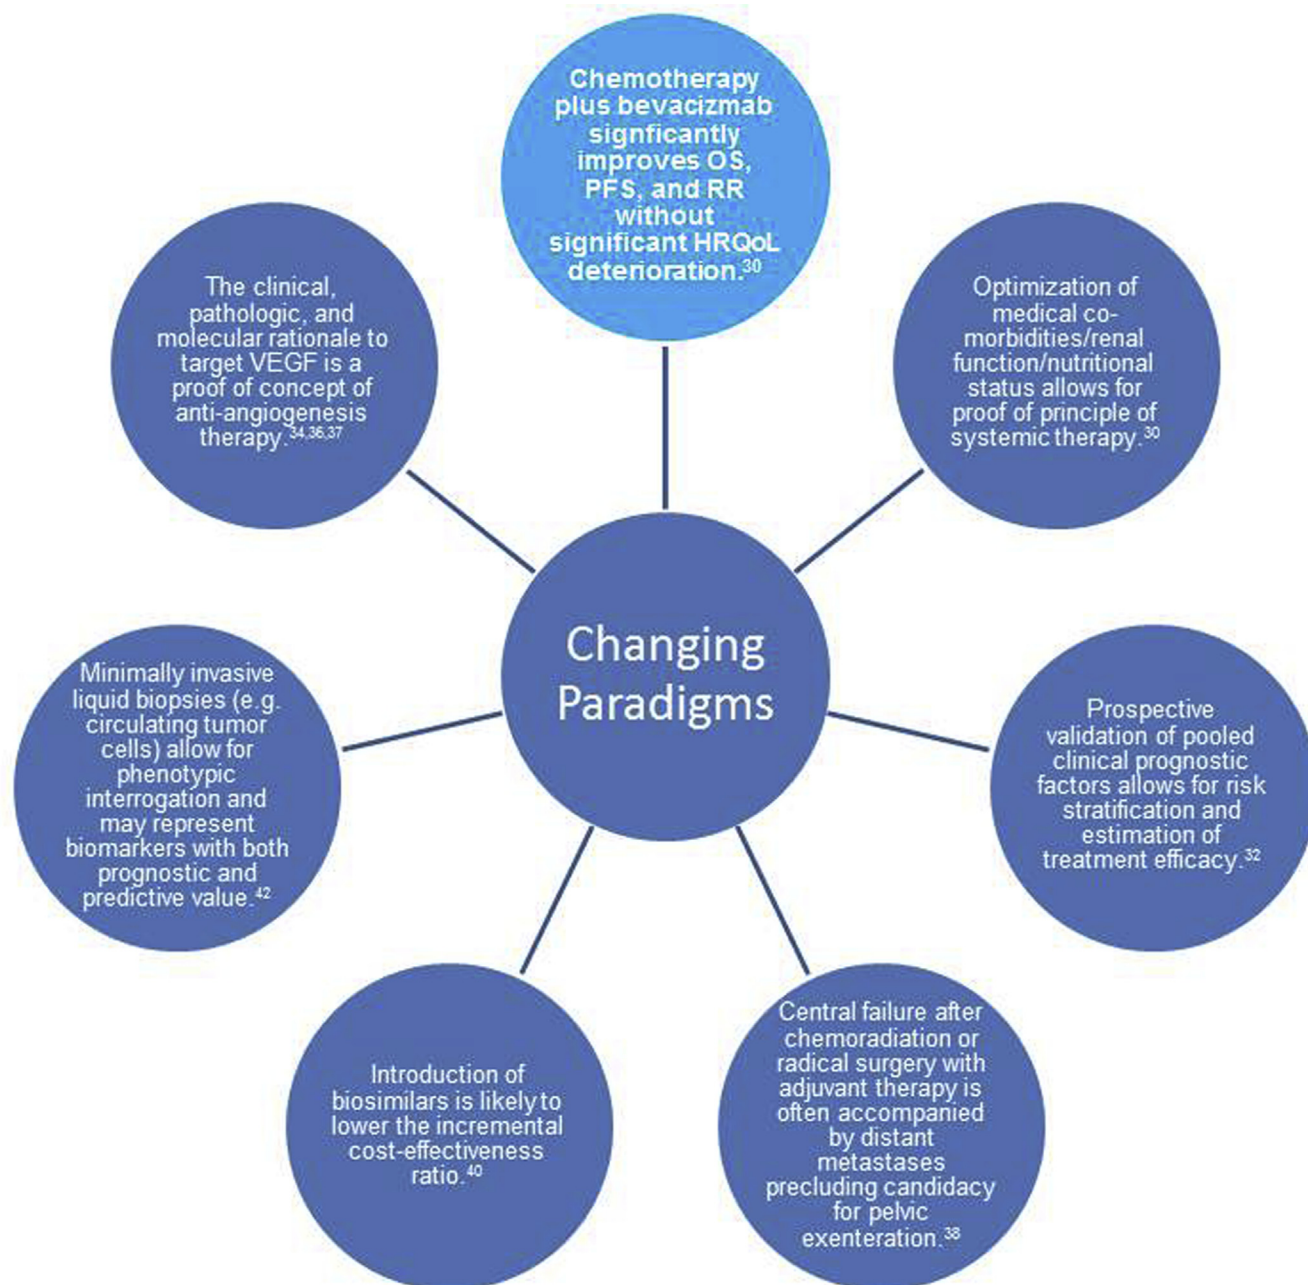 Chemotherapy
plus bevacizmab
signficantly
improves OS,
PFS, and RR
without
significant HRQoL
deterioration.30
The clinical,
pathologic, and
molecular rationale to
target VEGF is a
proof of concept of
anti-angiogenesis
therapy.34,36,37
Optimization of
medical co-
morbidities/renal
function/nutritional
status allows for
proof of principle of
systemic therapy.30
Changing
Paradigms
Minimally invasive
liquid biopsies (e.g.
circulating tumor
cells) allow for
phenotypic
interrogation and
may represent
biomarkers with both
prognostic and
predictive value.42
Prospective
validation of pooled
clinical prognostic
factors allows for risk
stratification and
estimation of
treatment efficacy.32
Introduction of
biosimilars is likely to
lower the incremental
cost-effectiveness
ratio.40
Central failure after
chemoradiation or
radical surgery with
adjuvant therapy is
often accompanied
by distant
metastases
precluding candidacy
for pelvic
exenteration.38